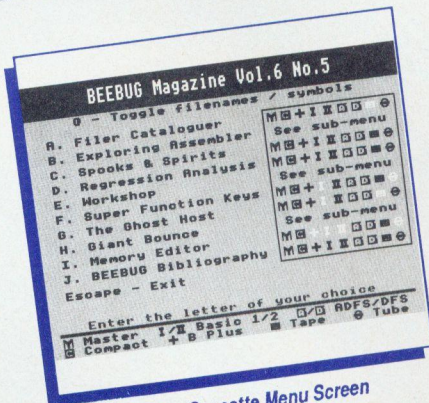 BEEBUG Magazine Vol.6 No.5
@ - Toggle filenames / symbols
A. Filer Cataloguer
B. Exploring Assembler See sub-menu
C. Spooks & Spirits
D. Regression Analysis
E. Workshop See sub-menu
F. Super Function Keys
G. The Ghost Host
H. Giant Bounce See sub-menu
I. Memory Editor
J. BEEBUG Bibliography
Escape - Exit
Enter the letter of your choice
M Master I/II Basic 1/2 ADFS/DFS
C Compact + B Plus Tape Tube
Menu Screen